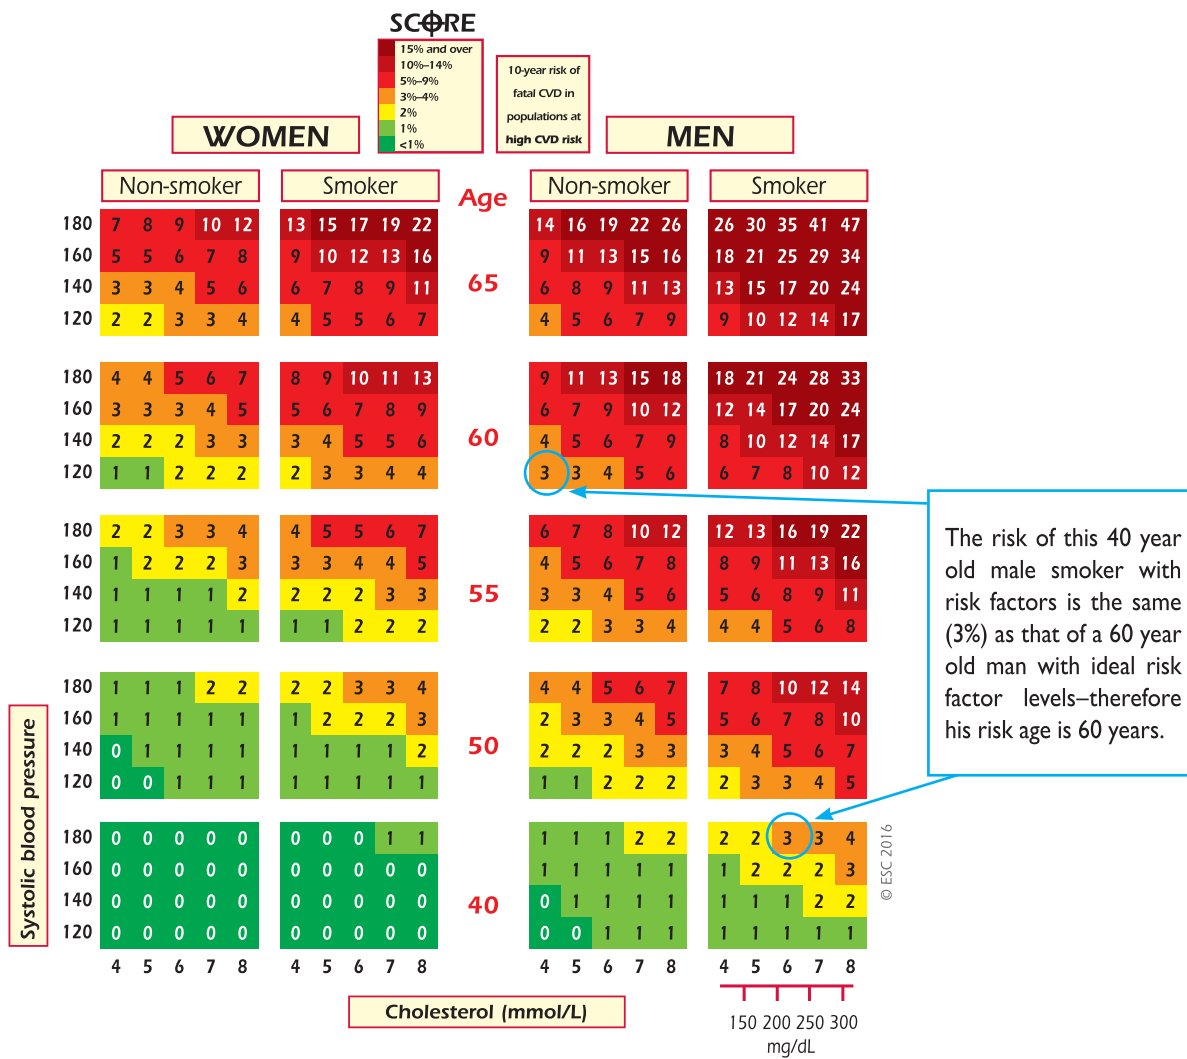 SCORE
15% and over
10%–14%
5%–9%
3%–4%
2%
1%
<1%
10-year risk of
fatal CVD in
populations at
high CVD risk
WOMEN
MEN
Non-smoker Smoker Age Non-smoker Smoker
180 7 8 9 10 12 13 15 17 19 22 14 16 19 22 26 26 30 35 41 47
160 5 5 6 7 8 9 10 12 13 16 9 11 13 15 16 18 21 25 29 34
65
140 3 3 4 5 6 6 7 8 9 11 6 8 9 11 13 13 15 17 20 24
120 2 2 3 3 4 4 5 5 6 7 4 5 6 7 9 9 10 12 14 17
180 4 4 5 6 7 8 9 10 11 13 9 11 13 15 18 18 21 24 28 33
160 3 3 3 4 5 5 6 7 8 9 6 7 9 10 12 12 14 17 20 24
60
140 2 2 2 3 3 3 4 5 5 6 4 5 6 7 9 8 10 12 14 17
120 1 1 2 2 2 2 3 3 4 4 3 3 4 5 6 6 7 8 10 12
180 2 2 3 3 4 4 5 5 6 7 6 7 8 10 12 12 13 16 19 22
160 1 2 2 2 3 3 3 4 4 5 4 5 6 7 8 8 9 11 13 16
55
140 1 1 1 1 2 2 2 2 3 3 3 3 4 5 6 5 6 8 9 11
120 1 1 1 1 1 1 1 2 2 2 2 2 3 3 4 4 4 5 6 8
180 1 1 1 2 2 2 2 3 3 4 4 4 5 6 7 7 8 10 12 14
160 1 1 1 1 1 1 2 2 2 3 2 3 3 4 5 5 6 7 8 10
50
140 0 1 1 1 1 1 1 1 1 2 2 2 2 3 3 3 4 5 6 7
120 0 0 1 1 1 1 1 1 1 1 1 1 2 2 2 2 3 3 4 5
180 0 0 0 0 0 0 0 0 1 1 1 1 1 2 2 2 2 3 3 4
160 0 0 0 0 0 0 0 0 0 0 1 1 1 1 1 1 2 2 2 3
40
140 0 0 0 0 0 0 0 0 0 0 0 1 1 1 1 1 1 1 2 2
120 0 0 0 0 0 0 0 0 0 0 0 0 1 1 1 1 1 1 1 1
4 5 6 7 8 4 5 6 7 8 4 5 6 7 8 4 5 6 7 8
Systolic blood pressure
Cholesterol (mmol/L)
150 200 250 300
mg/dL
The risk of this 40 year
old male smoker with
risk factors is the same
(3%) as that of a 60 year
old man with ideal risk
factor levels–therefore
his risk age is 60 years.
© ESC 2016